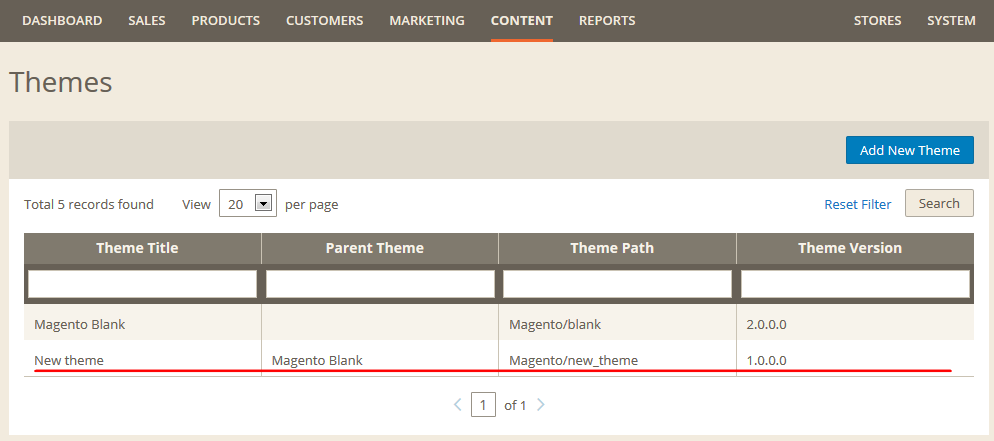 DASHBOARD SALES PRODUCTS CUSTOMERS MARKETING CONTENT REPORTS STORES SYSTEM
Themes
Add New Theme
Total 5 records found View 20 per page Reset Filter Search
Theme Title Parent Theme Theme Path Theme Version
Magento Blank Magento/blank 2.0.0.0
New theme Magento Blank Magento/new_theme 1.0.0.0
1 of 1